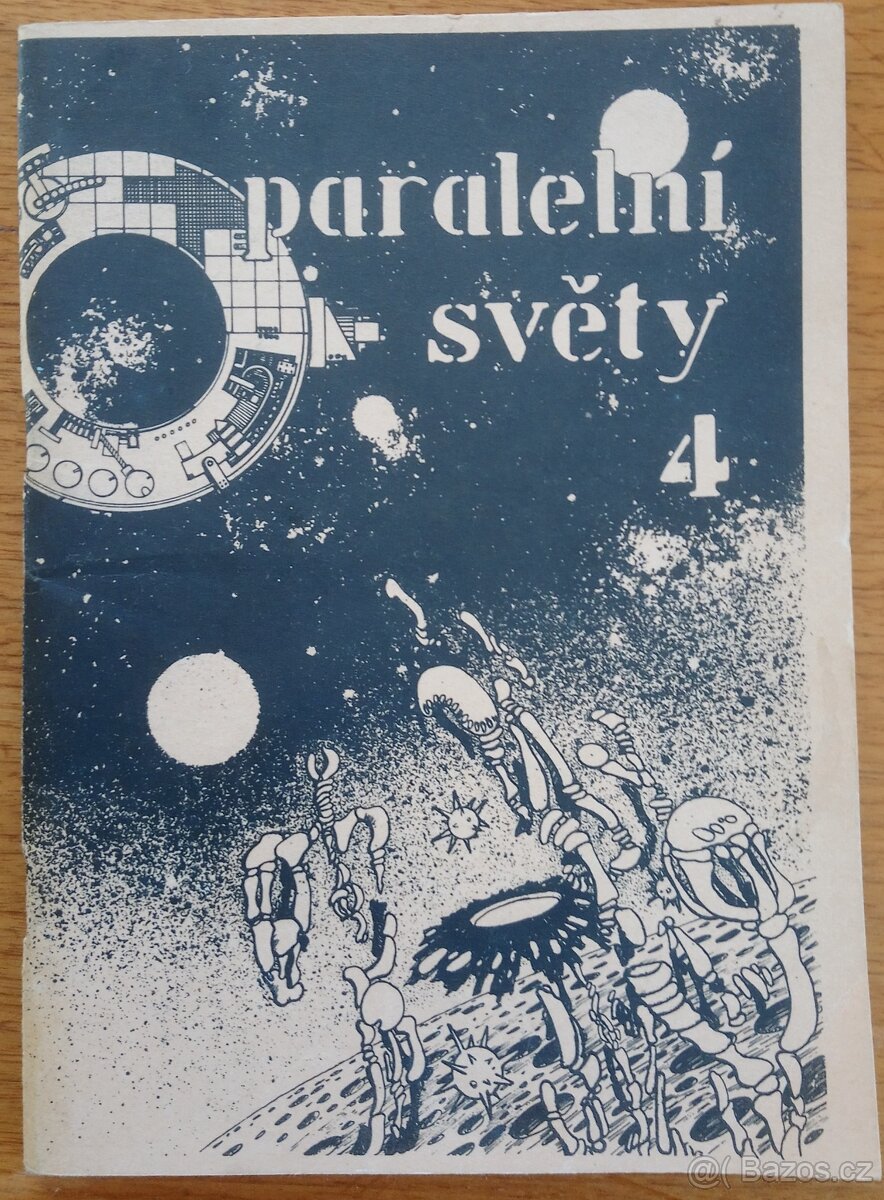 paralelní
světy
4
@( Bazos.cz